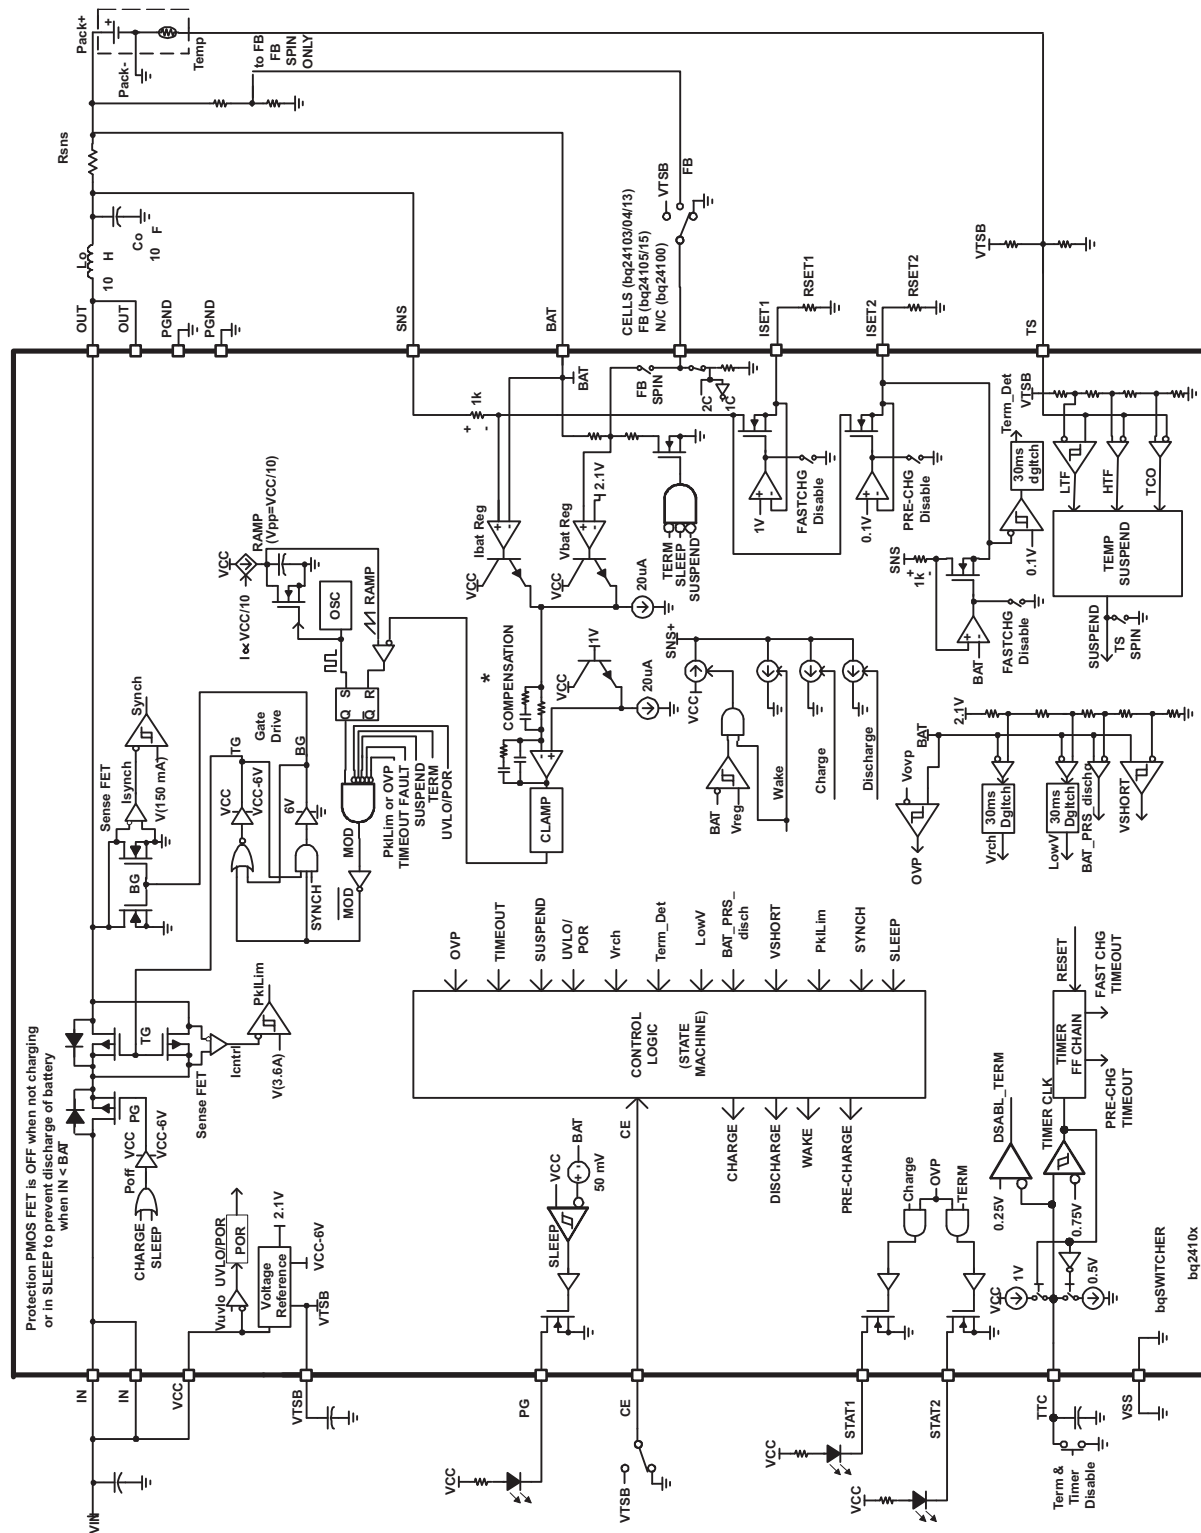 Protection PMOS FET is OFF when not charging
or in SLEEP to prevent discharge of battery
when IN < BAT
VIN
IN
IN
VCC
VTSB
Vuvlo
UVLO/POR
POR
Voltage
Reference
2.1V
VCC-6V
VTSB
CHARGE
SLEEP
Poff
VCC
VCC-6V
PG
TG
Sense FET
Icntrl
V(3.6A)
PkILim
BG
Sense FET
Isynch
Synch
V(150 mA)
SYNCH
VCC
VCC-6V
6V
TG
Gate
Drive
BG
MOD
MOD
PkILim or OVP
TIMEOUT FAULT
SUSPEND
TERM
UVLO/POR
Q
Q
S
R
OSC
I∝VCC/10
VCC
RAMP
(Vpp=VCC/10)
RAMP
OUT
OUT
PGND
PGND
SNS
BAT
Lo
10 H
Co
10 F
Rsns
Pack+
+
Pack-
Temp
to FB
FB
SPIN
ONLY
1k
+
-
BAT
Ibat Reg
+
-
VCC
Vbat Reg
+
-
VCC
2.1V
20uA
TERM
SLEEP
SUSPEND
FB
SPIN
2C
1C
CELLS (bq24103/04/13)
FB (bq24105/15)
N/C (bq24100)
VTSB
FB
*
COMPENSATION
CLAMP
-
+
VCC
1V
20uA
ISET1
RSET1
1V
+
-
FASTCHG
Disable
ISET2
RSET2
0.1V
+
-
PRE-CHG
Disable
SNS+
VCC
BAT
Vreg
Wake
Charge
Discharge
CE
CONTROL
LOGIC
(STATE
MACHINE)
OVP
TIMEOUT
SUSPEND
UVLO/
POR
Vrch
Term_Det
LowV
BAT_PRS_
disch
VSHORT
PkILim
SYNCH
SLEEP
CHARGE
DISCHARGE
WAKE
PRE-CHARGE
PG
VCC
SLEEP
VCC
BAT
+
-
50 mV
CE
VTSB
STAT1
VCC
STAT2
VCC
Charge
OVP
TERM
TTC
Term &
Timer
Disable
VCC
1V
0.5V
0.25V
DSABL_TERM
0.75V
TIMER CLK
TIMER
FF CHAIN
RESET
FAST CHG
TIMEOUT
PRE-CHG
TIMEOUT
VSS
bqSWITCHER
bq2410x
OVP
Vovp
BAT
2.1V
Vrch
30ms
Dgltch
LowV
30ms
Dgltch
BAT_PRS_dischg
VSHORT
SNS
1k
+
-
BAT
+
-
FASTCHG
Disable
0.1V
30ms
dgltch
Term_Det
TS
VTSB
VTSB
LTF
HTF
TCO
TEMP
SUSPEND
SUSPEND
TS
SPIN